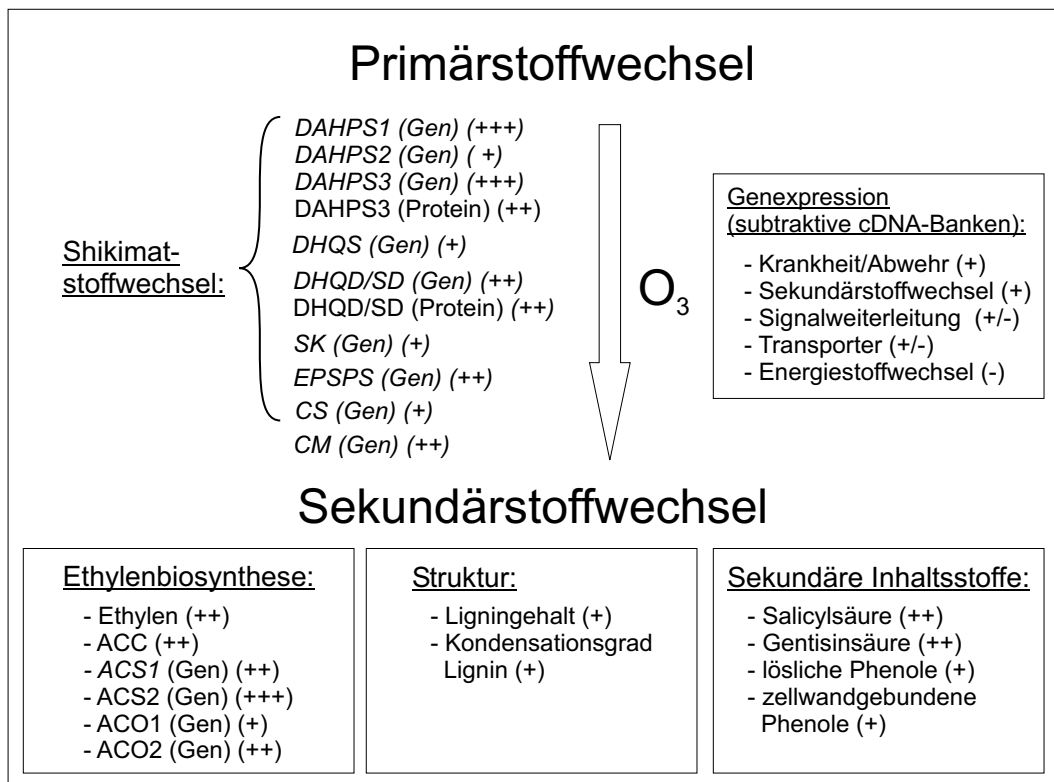 Primärstoffwechsel
DAHPS1 (Gen) (+++)
DAHPS2 (Gen) ( +)
DAHPS3 (Gen) (+++)
DAHPS3 (Protein) (++)
DHQS (Gen) (+)
DHQD/SD (Gen) (++)
DHQD/SD (Protein) (++)
SK (Gen) (+)
EPSPS (Gen) (++)
CS (Gen) (+)
CM (Gen) (++)
Shikimat-
stoffwechsel:
O3
Genexpression
(subtraktive cDNA-Banken):
- Krankheit/Abwehr (+)
- Sekundärstoffwechsel (+)
- Signalweiterleitung (+/-)
- Transporter (+/-)
- Energiestoffwechsel (-)
Sekundärstoffwechsel
Ethylenbiosynthese:
- Ethylen (++)
- ACC (++)
- ACS1 (Gen) (++)
- ACS2 (Gen) (+++)
- ACO1 (Gen) (+)
- ACO2 (Gen) (++)
Struktur:
- Ligningehalt (+)
- Kondensationsgrad
Lignin (+)
Sekundäre Inhaltsstoffe:
- Salicylsäure (++)
- Gentisinsäure (++)
- lösliche Phenole (+)
- zellwandgebundene
Phenole (+)